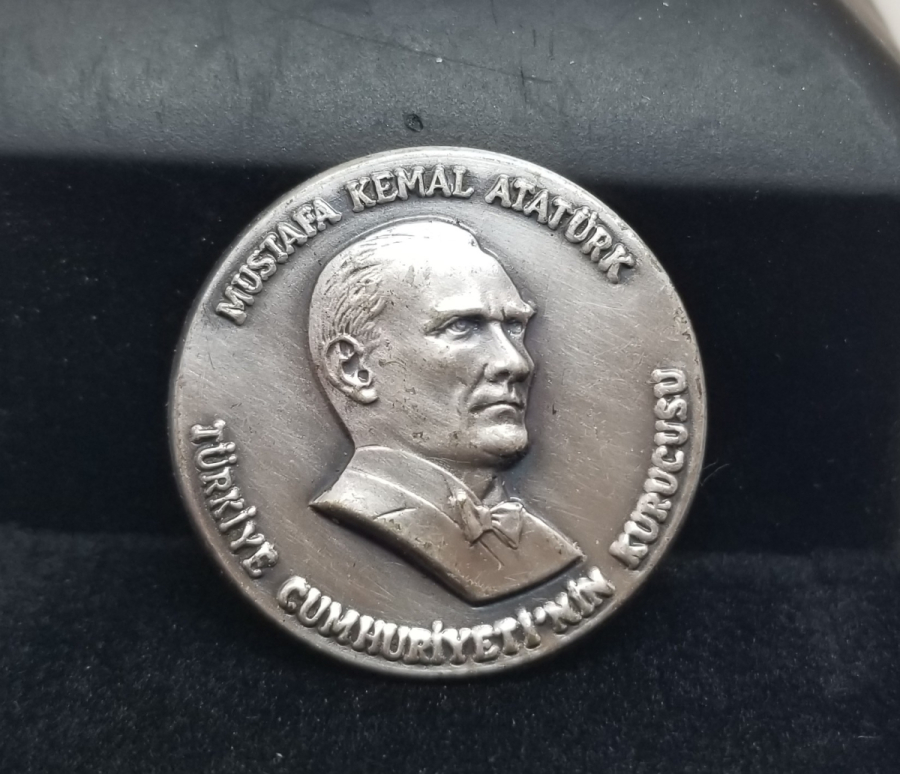 MUSTAFA KEMAL ATATÜRK
TÜRKİYE CUMHURİYETİ'NİN KURUCUSU